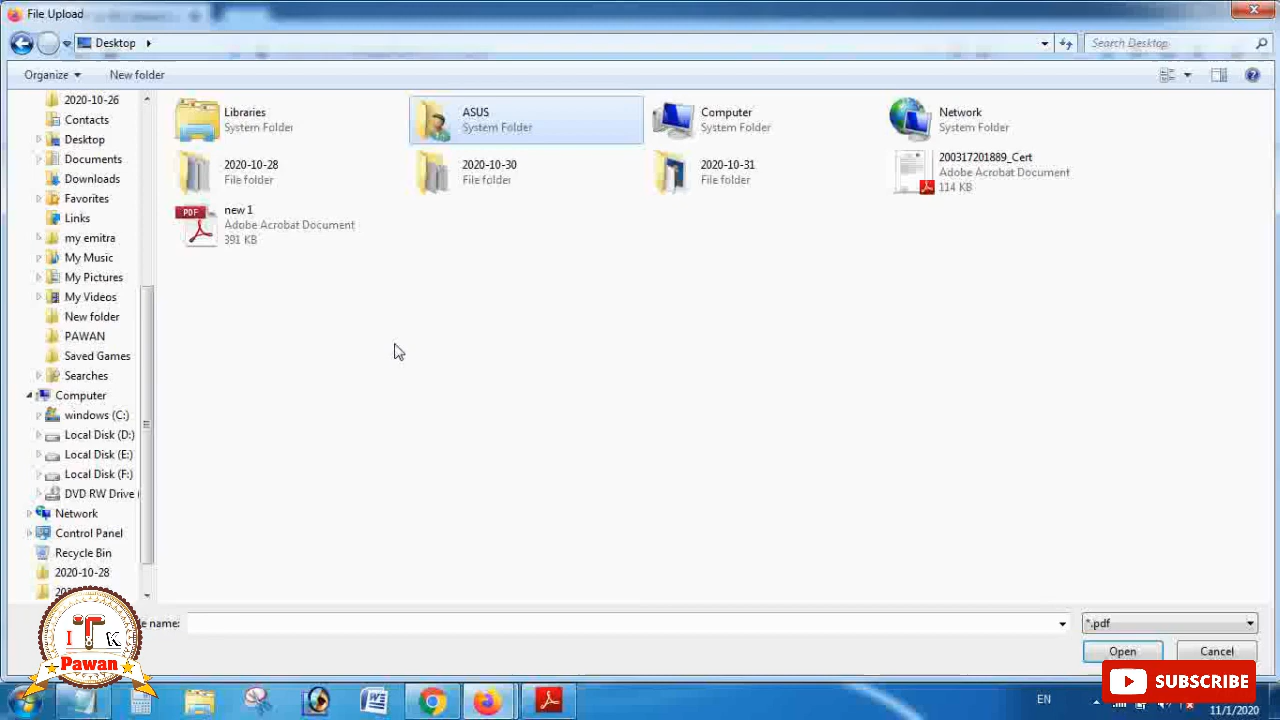 File Upload
Desktop
Search Desktop
Organize
New folder
2020-10-26
Contacts
Desktop
Documents
Downloads
Favorites
Links
my emitra
My Music
My Pictures
My Videos
New folder
PAWAN
Saved Games
Searches
Computer
windows (C:)
Local Disk (D:)
Local Disk (E:)
Local Disk (F:)
DVD RW Drive (
Network
Control Panel
Recycle Bin
2020-10-28
Libraries
System Folder
ASUS
System Folder
Computer
System Folder
Network
System Folder
2020-10-28
File folder
2020-10-30
File folder
2020-10-31
File folder
200317201889_Cert
Adobe Acrobat Document
114 KB
PDF
new 1
Adobe Acrobat Document
391 KB
name:
*.pdf
Open
Cancel
I T K
Pawan
SUBSCRIBE
EN
11/1/2020